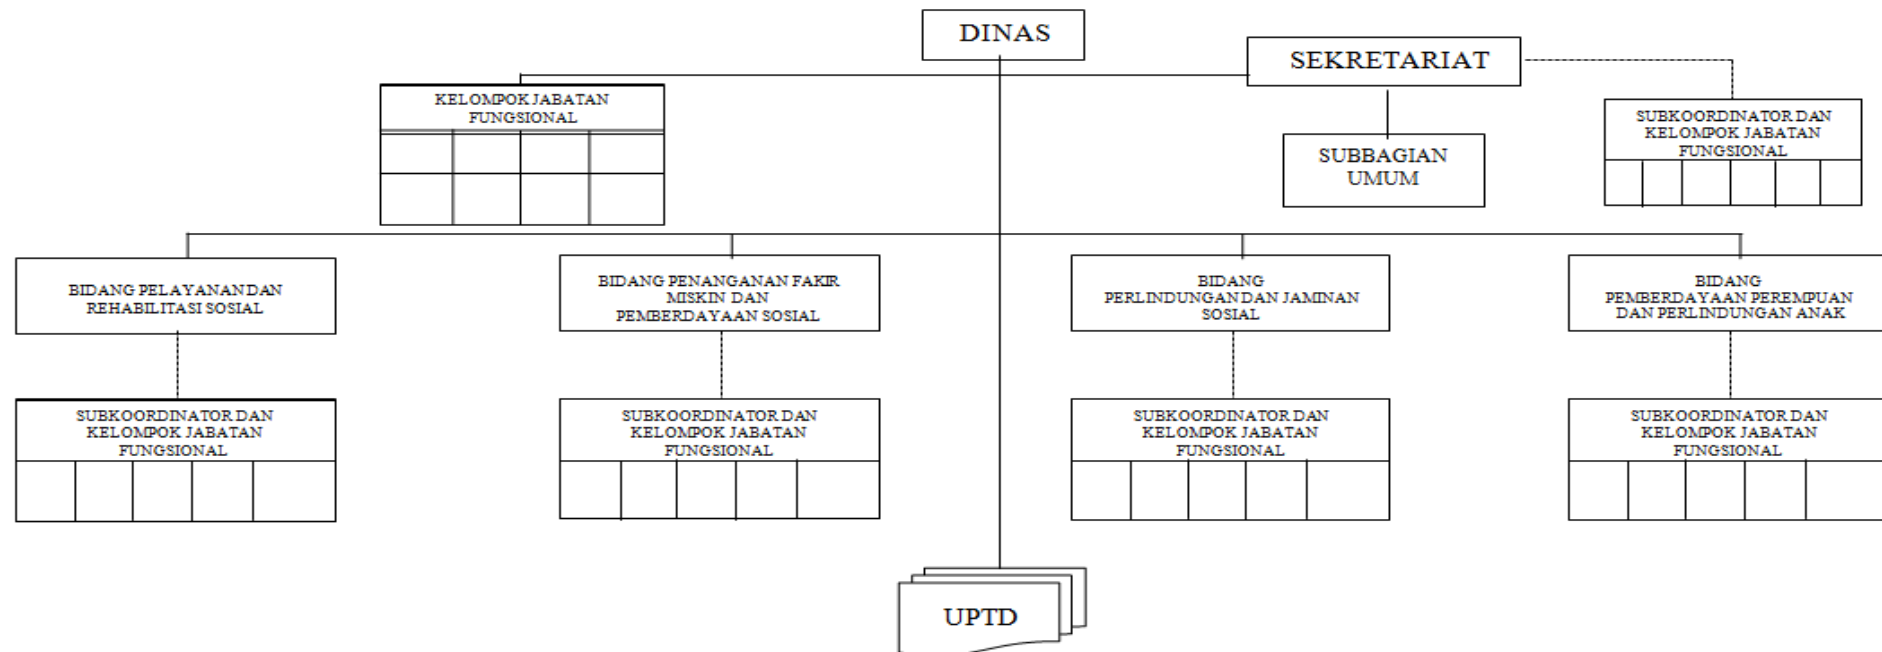 DINAS
SEKRETARIAT
KELOMPOK JABATAN
FUNGSIONAL
SUBKOORDINATOR DAN
KELOMPOK JABATAN
FUNGSIONAL
SUBBAGIAN
UMUM
BIDANG PELAYANAN DAN
REHABILITASI SOSIAL
BIDANG PENANGANAN FAKIR
MISKIN DAN
PEMBERDAYAAN SOSIAL
BIDANG
PERLINDUNGAN DAN JAMINAN
SOSIAL
BIDANG
PEMBERDAYAAN PEREMPUAN
DAN PERLINDUNGAN ANAK
SUBKOORDINATOR DAN
KELOMPOK JABATAN
FUNGSIONAL
SUBKOORDINATOR DAN
KELOMPOK JABATAN
FUNGSIONAL
SUBKOORDINATOR DAN
KELOMPOK JABATAN
FUNGSIONAL
SUBKOORDINATOR DAN
KELOMPOK JABATAN
FUNGSIONAL
UPTD